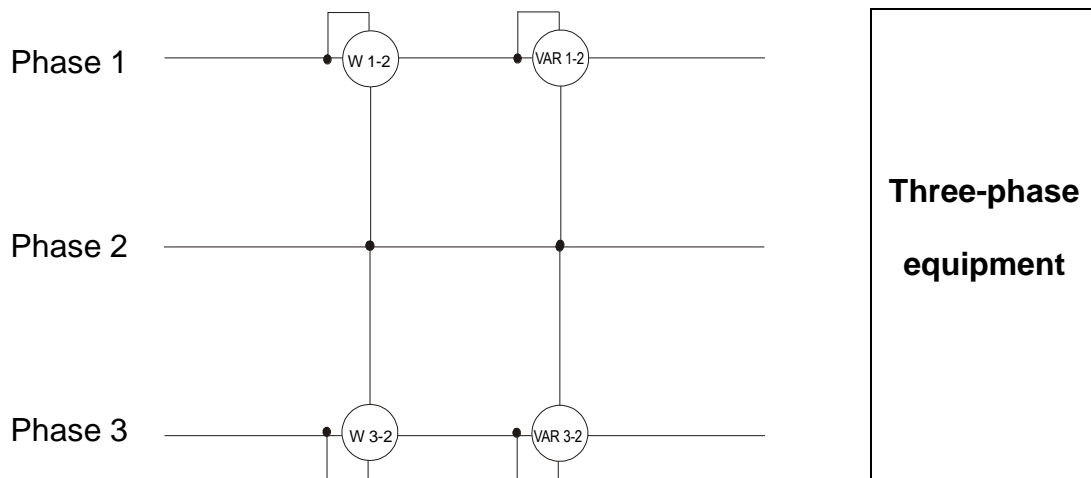 Phase 1
W 1-2
VAR 1-2
Three-phase
equipment
Phase 2
Phase 3
W 3-2
VAR 3-2